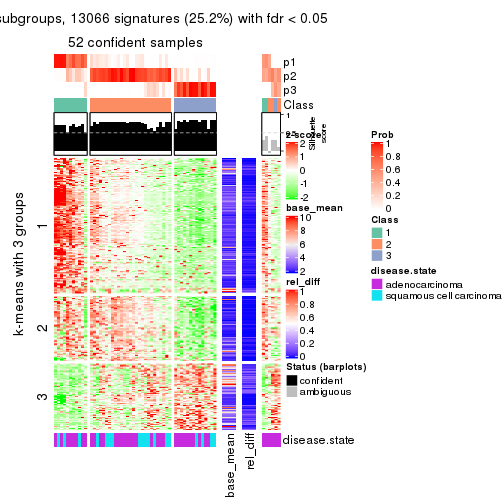 subgroups, 13066 signatures (25.2%) with fdr < 0.05
52 confident samples
p1
p2
p3
Class
1
Silhouette
score
k-means with 3 groups
1
2
3
z-score
2
1
0
-1
-2
base_mean
10
8
6
4
2
rel_diff
1
0.8
0.6
0.4
0.2
0
Status (barplots)
confident
ambiguous
Prob
1
0.8
0.6
0.4
0.2
0
Class
1
2
3
disease.state
adenocarcinoma
squamous cell carcinoma
disease.state
base_mean
rel_diff